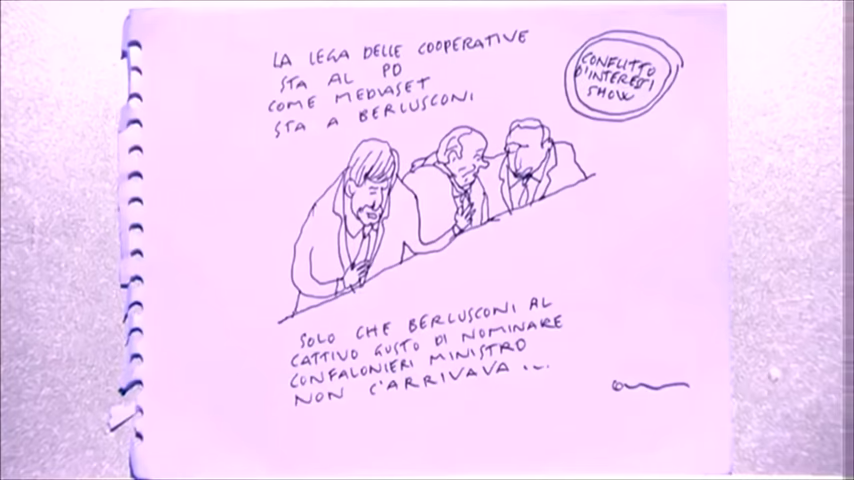 LA LEGA DELLE COOPERATIVE
STA AL PD
COME MEDIASET
STA A BERLUSCONI
CONFLITTO
D'INTERESSI
SHOW
SOLO CHE BERLUSCONI AL
CATTIVO GUSTO DI NOMINARE
CONFALONIERI MINISTRO
NON C'ARRIVAVA...